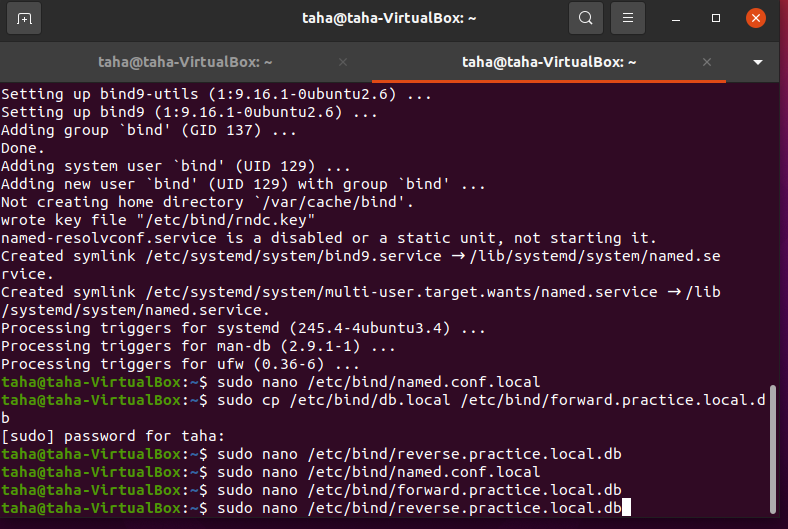 taha@taha-VirtualBox: ~
taha@taha-VirtualBox: ~ × taha@taha-VirtualBox: ~ ×
Setting up bind9-utils (1:9.16.1-0ubuntu2.6) ...
Setting up bind9 (1:9.16.1-0ubuntu2.6) ...
Adding group `bind' (GID 137) ...
Done.
Adding system user `bind' (UID 129) ...
Adding new user `bind' (UID 129) with group `bind' ...
Not creating home directory `/var/cache/bind'.
wrote key file "/etc/bind/rndc.key"
named-resolvconf.service is a disabled or a static unit, not starting it.
Created symlink /etc/systemd/system/bind9.service → /lib/systemd/system/named.se
rvice.
Created symlink /etc/systemd/system/multi-user.target.wants/named.service → /lib
/systemd/system/named.service.
Processing triggers for systemd (245.4-4ubuntu3.4) ...
Processing triggers for man-db (2.9.1-1) ...
Processing triggers for ufw (0.36-6) ...
taha@taha-VirtualBox:~$ sudo nano /etc/bind/named.conf.local
taha@taha-VirtualBox:~$ sudo cp /etc/bind/db.local /etc/bind/forward.practice.local.d
b
[sudo] password for taha:
taha@taha-VirtualBox:~$ sudo nano /etc/bind/reverse.practice.local.db
taha@taha-VirtualBox:~$ sudo nano /etc/bind/named.conf.local
taha@taha-VirtualBox:~$ sudo nano /etc/bind/forward.practice.local.db
taha@taha-VirtualBox:~$ sudo nano /etc/bind/reverse.practice.local.db